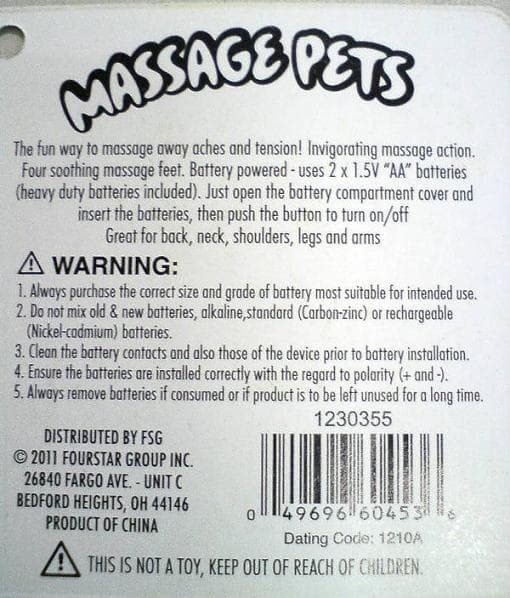 MASSAGE PETS
The fun way to massage away aches and tension! Invigorating massage action.
Four soothing massage feet. Battery powered - uses 2 x 1.5V "AA" batteries
(heavy duty batteries included). Just open the battery compartment cover and
insert the batteries, then push the button to turn on/off
Great for back, neck, shoulders, legs and arms
⚠ WARNING:
1. Always purchase the correct size and grade of battery most suitable for intended use.
2. Do not mix old & new batteries, alkaline,standard (Carbon-zinc) or rechargeable
(Nickel-cadmium) batteries.
3. Clean the battery contacts and also those of the device prior to battery installation.
4. Ensure the batteries are installed correctly with the regard to polarity (+ and -).
5. Always remove batteries if consumed or if product is to be left unused for a long time.
DISTRIBUTED BY FSG
© 2011 FOURSTAR GROUP INC.
26840 FARGO AVE. - UNIT C
BEDFORD HEIGHTS, OH 44146
PRODUCT OF CHINA
1230355
0 49696 60453 6
Dating Code: 1210A
⚠ THIS IS NOT A TOY, KEEP OUT OF REACH OF CHILDREN.